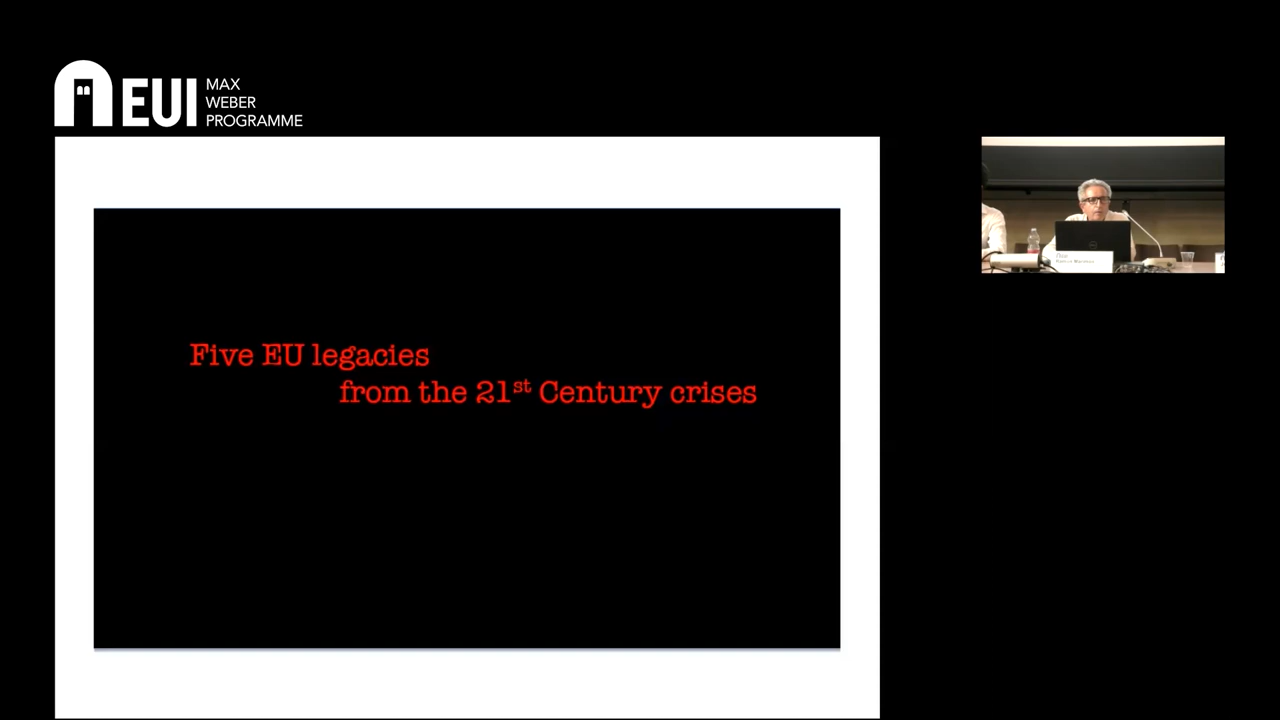 EUI
MAX
WEBER
PROGRAMME
Five EU legacies
from the 21st Century crises